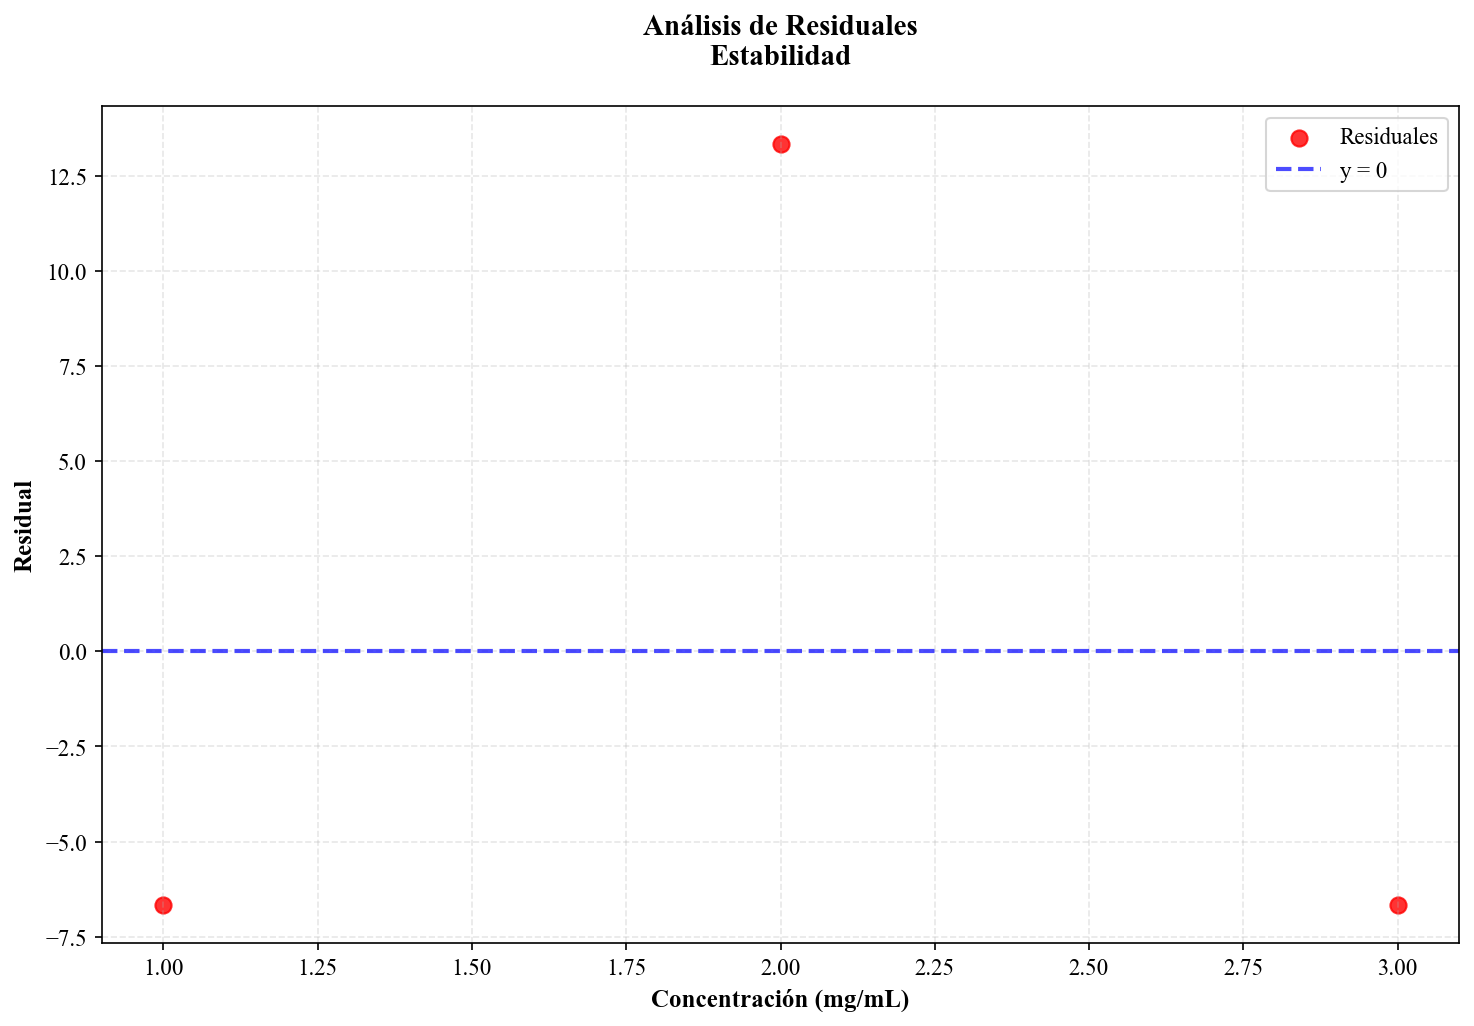 Análisis de Residuales
Estabilidad
Residuales
y = 0
12.5
10.0
7.5
5.0
2.5
0.0
−2.5
−5.0
−7.5
Residual
1.00 1.25 1.50 1.75 2.00 2.25 2.50 2.75 3.00
Concentración (mg/mL)